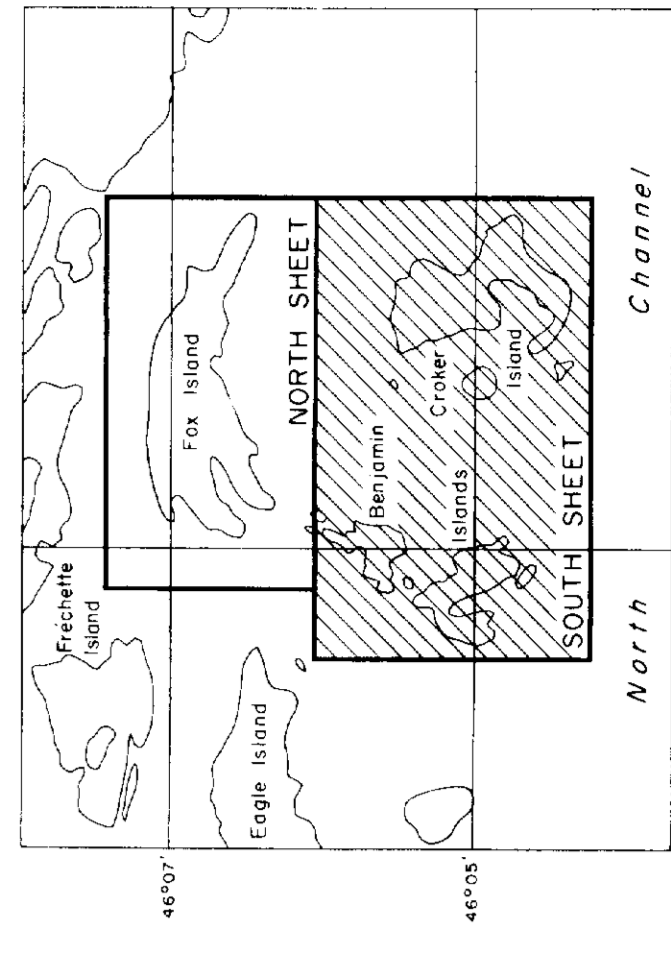 Fréchette
Island
46°07'
Fox Island
Eagle Island
NORTH SHEET
Benjamin
Islands
Croker
Island
46°05'
SOUTH SHEET
North
Channel